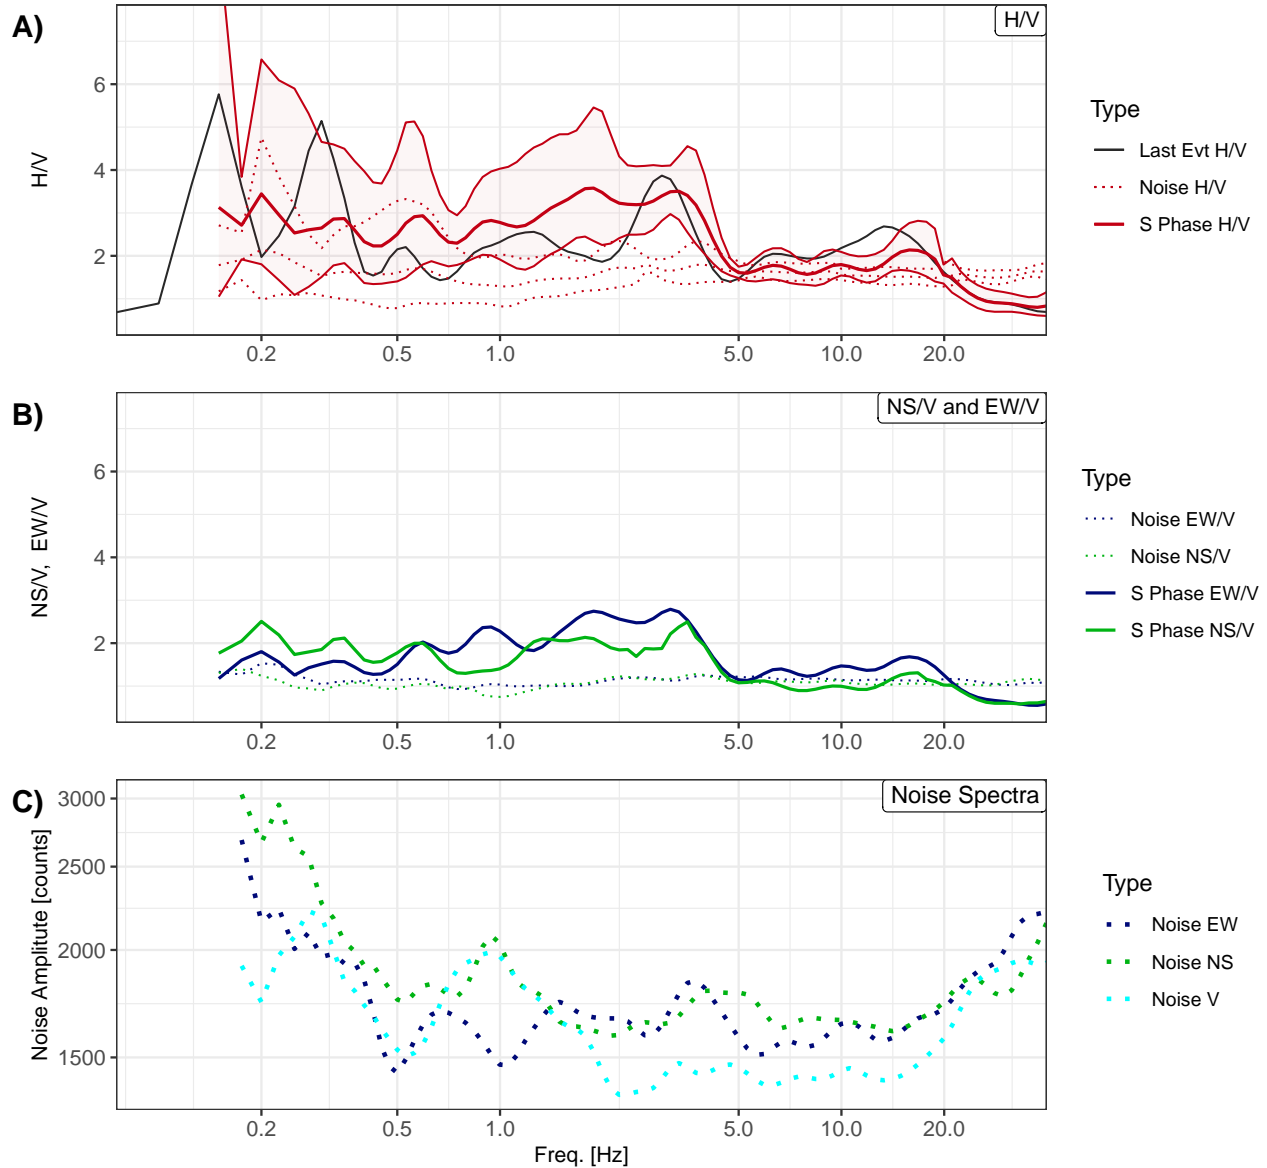 A)
H/V
6
4
2
H/V
0.2 0.5 1.0 5.0 10.0 20.0
Type
Last Evt H/V
Noise H/V
S Phase H/V
B)
NS/V and EW/V
6
4
2
NS/V, EW/V
0.2 0.5 1.0 5.0 10.0 20.0
Type
Noise EW/V
Noise NS/V
S Phase EW/V
S Phase NS/V
C)
Noise Spectra
3000
2500
2000
1500
Noise Amplitute [counts]
0.2 0.5 1.0 5.0 10.0 20.0
Freq. [Hz]
Type
Noise EW
Noise NS
Noise V